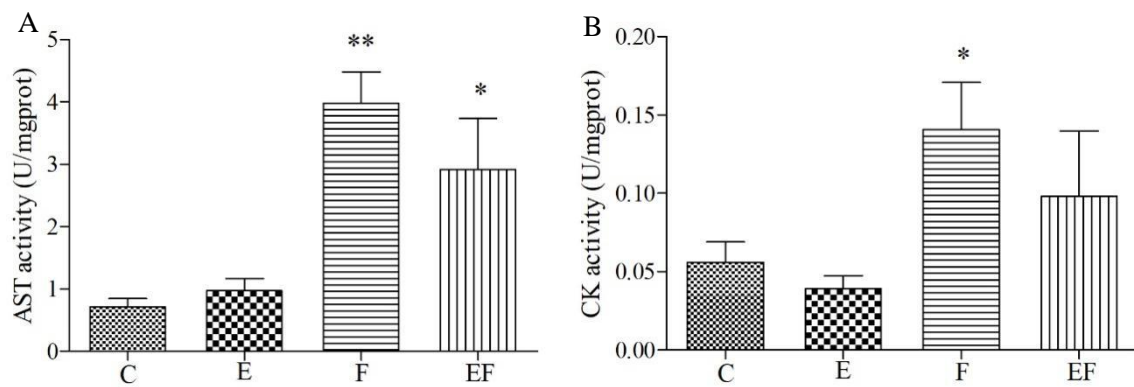 A
AST activity (U/mgprot)
5
4
3
2
1
0
**
*
C E F EF
B
CK activity (U/mgprot)
0.20
0.15
0.10
0.05
0.00
*
C E F EF